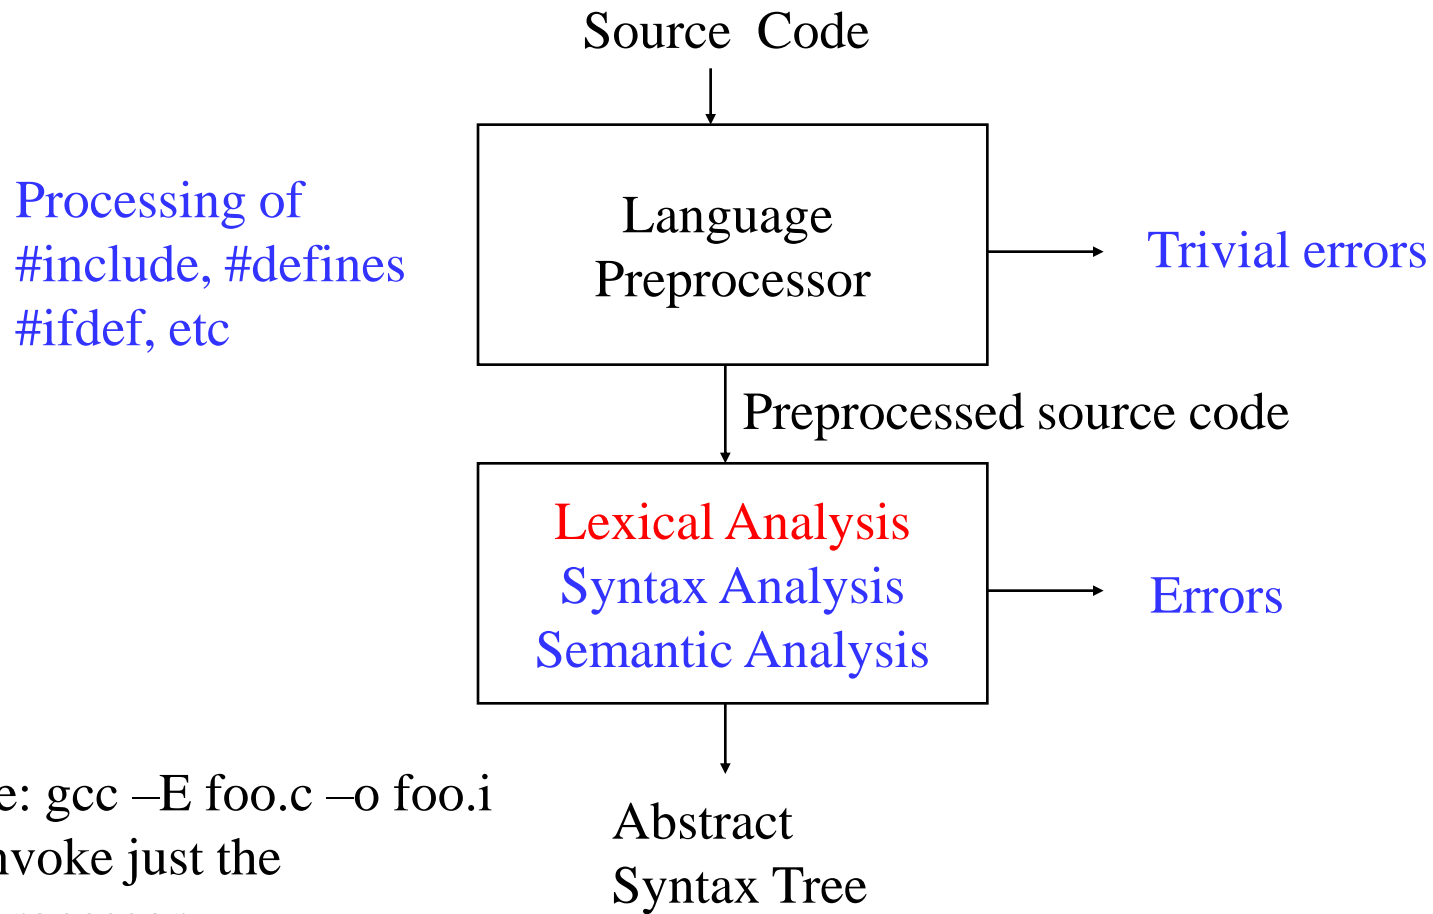 Source Code
Language
Preprocessor
Processing of
#include, #defines
#ifdef, etc
Trivial errors
Preprocessed source code
Lexical Analysis
Syntax Analysis
Semantic Analysis
Errors
gcc –E foo.c –o foo.i
just the
Abstract
Syntax Tree